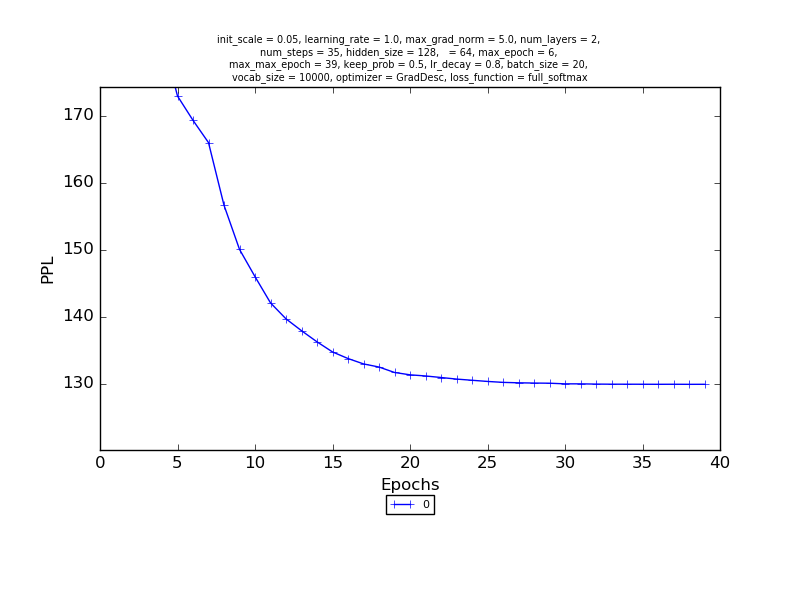 init_scale = 0.05, learning_rate = 1.0, max_grad_norm = 5.0, num_layers = 2,
num_steps = 35, hidden_size = 128,   = 64, max_epoch = 6,
max_max_epoch = 39, keep_prob = 0.5, lr_decay = 0.8, batch_size = 20,
vocab_size = 10000, optimizer = GradDesc, loss_function = full_softmax
170
160
150
140
130
120
PPL
0 5 10 15 20 25 30 35 40
Epochs
0